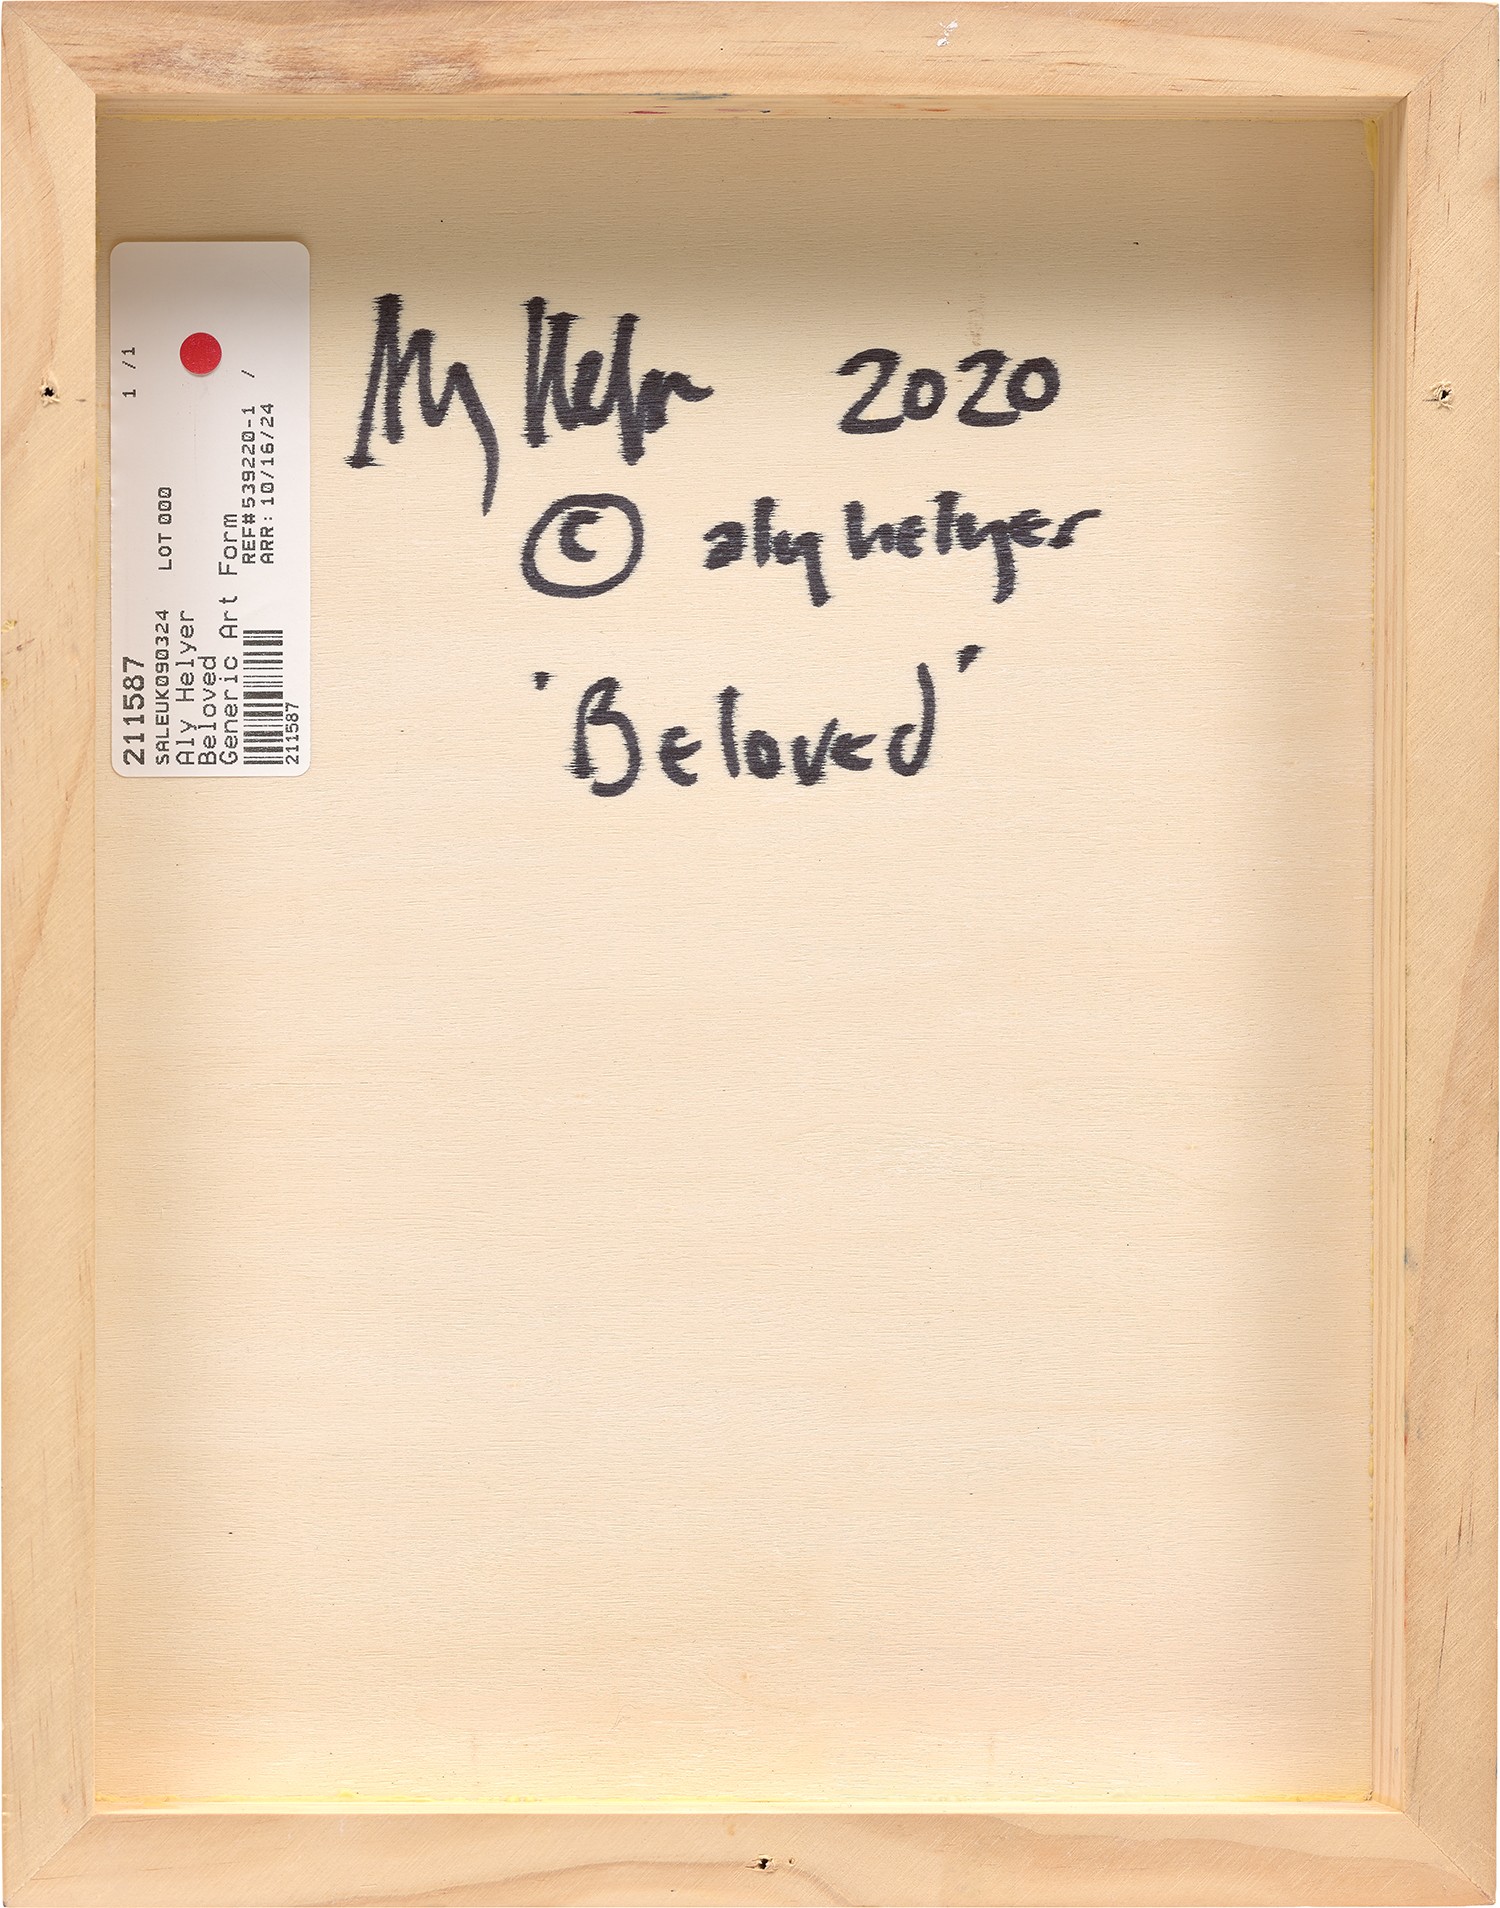 Aly Helyer 2020
© aly helyer
'Beloved'
211587 1 /1
SALEUK090324 LOT 000
Aly Helyer
Beloved
Generic Art Form /
REF#539220-1
ARR: 10/16/24
211587